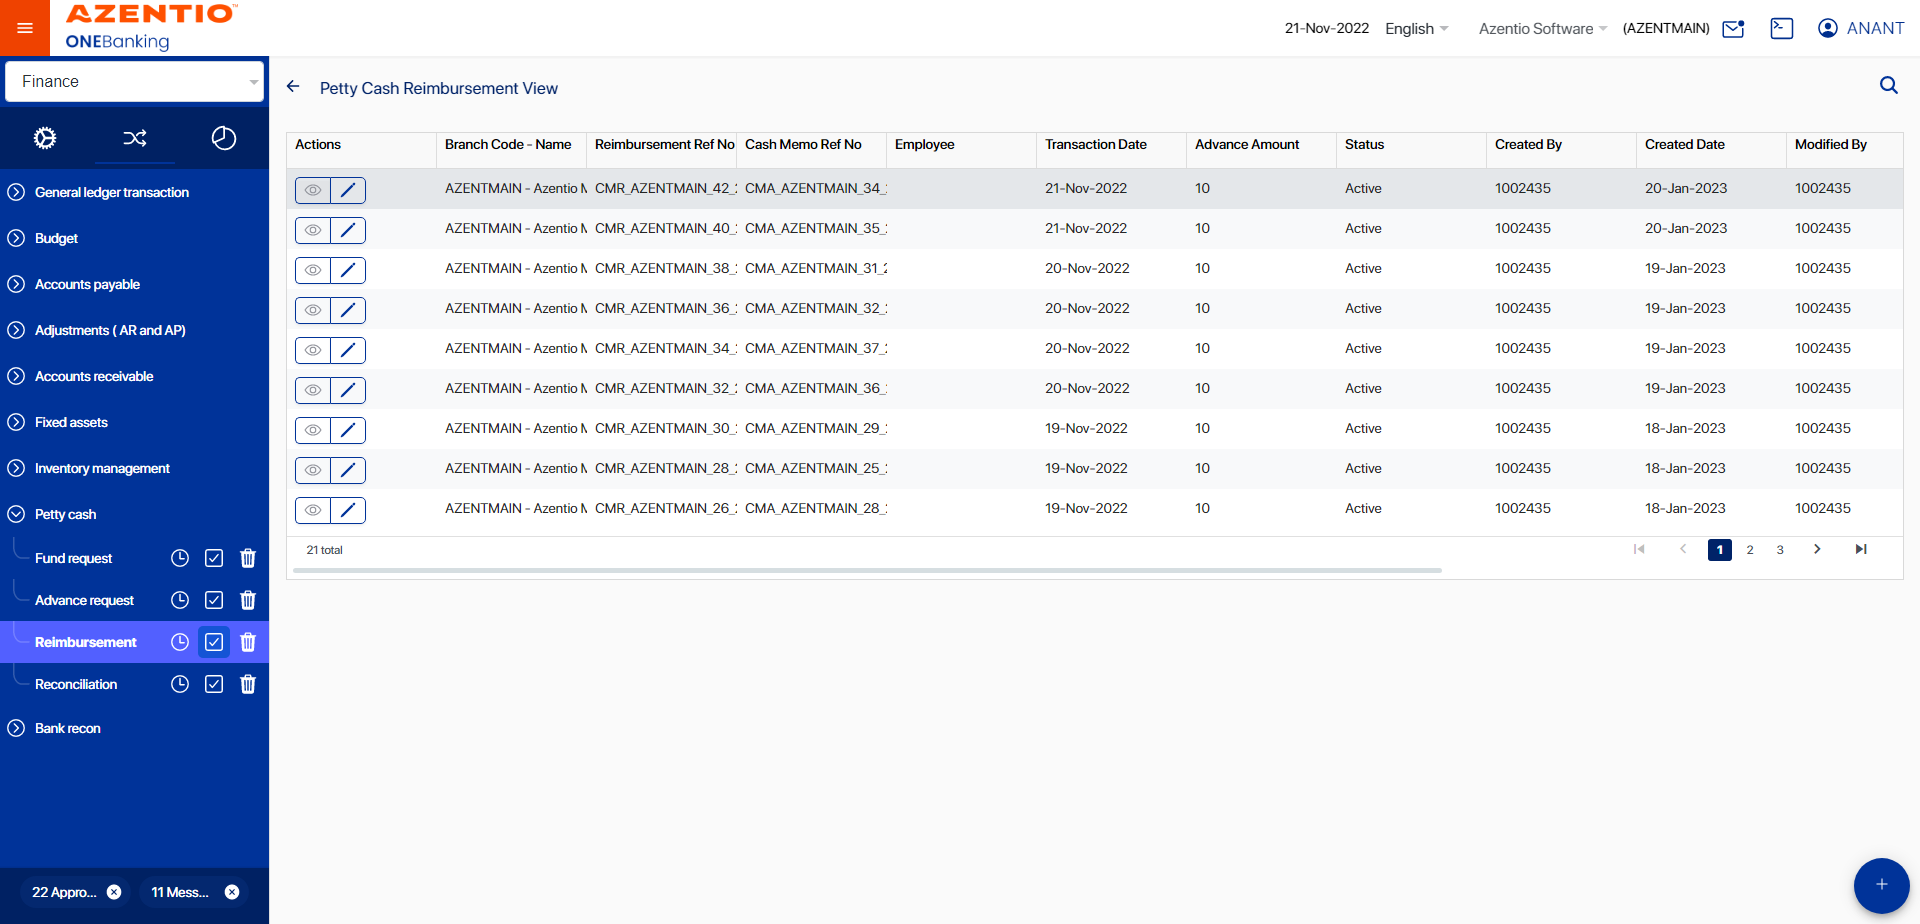 AZENTIO™
ONEBanking
21-Nov-2022 English Azentio Software (AZENTMAIN) ANANT
Finance
General ledger transaction
Budget
Accounts payable
Adjustments ( AR and AP)
Accounts receivable
Fixed assets
Inventory management
Petty cash
Fund request
Advance request
Reimbursement
Reconciliation
Bank recon
22 Appro...
11 Mess...
Petty Cash Reimbursement View
Actions Branch Code - Name Reimbursement Ref No Cash Memo Ref No Employee Transaction Date Advance Amount Status Created By Created Date Modified By
AZENTMAIN - Azentio CMR_AZENTMAIN_42_ CMA_AZENTMAIN_34_ 21-Nov-2022 10 Active 1002435 20-Jan-2023 1002435
AZENTMAIN - Azentio CMR_AZENTMAIN_40_ CMA_AZENTMAIN_35_ 21-Nov-2022 10 Active 1002435 20-Jan-2023 1002435
AZENTMAIN - Azentio CMR_AZENTMAIN_38_ CMA_AZENTMAIN_31_2 20-Nov-2022 10 Active 1002435 19-Jan-2023 1002435
AZENTMAIN - Azentio CMR_AZENTMAIN_36_ CMA_AZENTMAIN_32_ 20-Nov-2022 10 Active 1002435 19-Jan-2023 1002435
AZENTMAIN - Azentio CMR_AZENTMAIN_34_ CMA_AZENTMAIN_37_ 20-Nov-2022 10 Active 1002435 19-Jan-2023 1002435
AZENTMAIN - Azentio CMR_AZENTMAIN_32_ CMA_AZENTMAIN_36_ 20-Nov-2022 10 Active 1002435 19-Jan-2023 1002435
AZENTMAIN - Azentio CMR_AZENTMAIN_30_ CMA_AZENTMAIN_29_ 19-Nov-2022 10 Active 1002435 18-Jan-2023 1002435
AZENTMAIN - Azentio CMR_AZENTMAIN_28_ CMA_AZENTMAIN_25_ 19-Nov-2022 10 Active 1002435 18-Jan-2023 1002435
AZENTMAIN - Azentio CMR_AZENTMAIN_26_ CMA_AZENTMAIN_28_ 19-Nov-2022 10 Active 1002435 18-Jan-2023 1002435
21 total 1 2 3